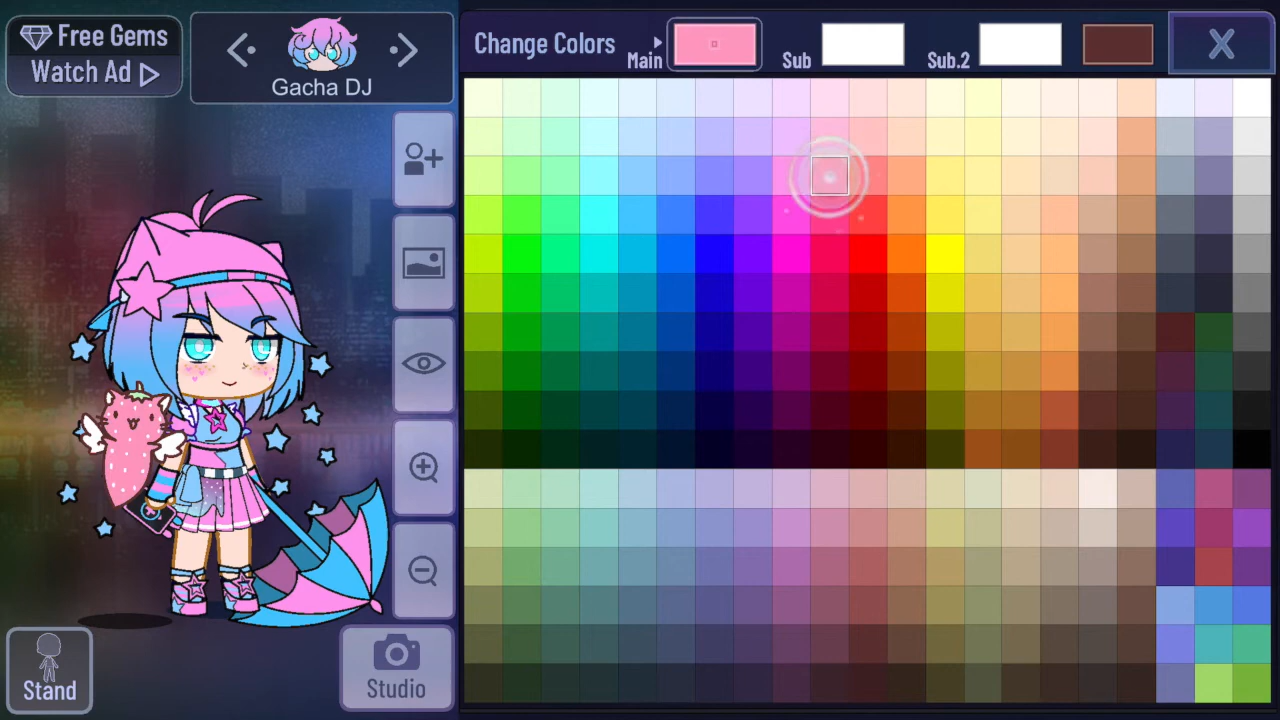 Free Gems
Watch Ad
Gacha DJ
Change Colors
Main
Sub
Sub.2
X
Stand
Studio